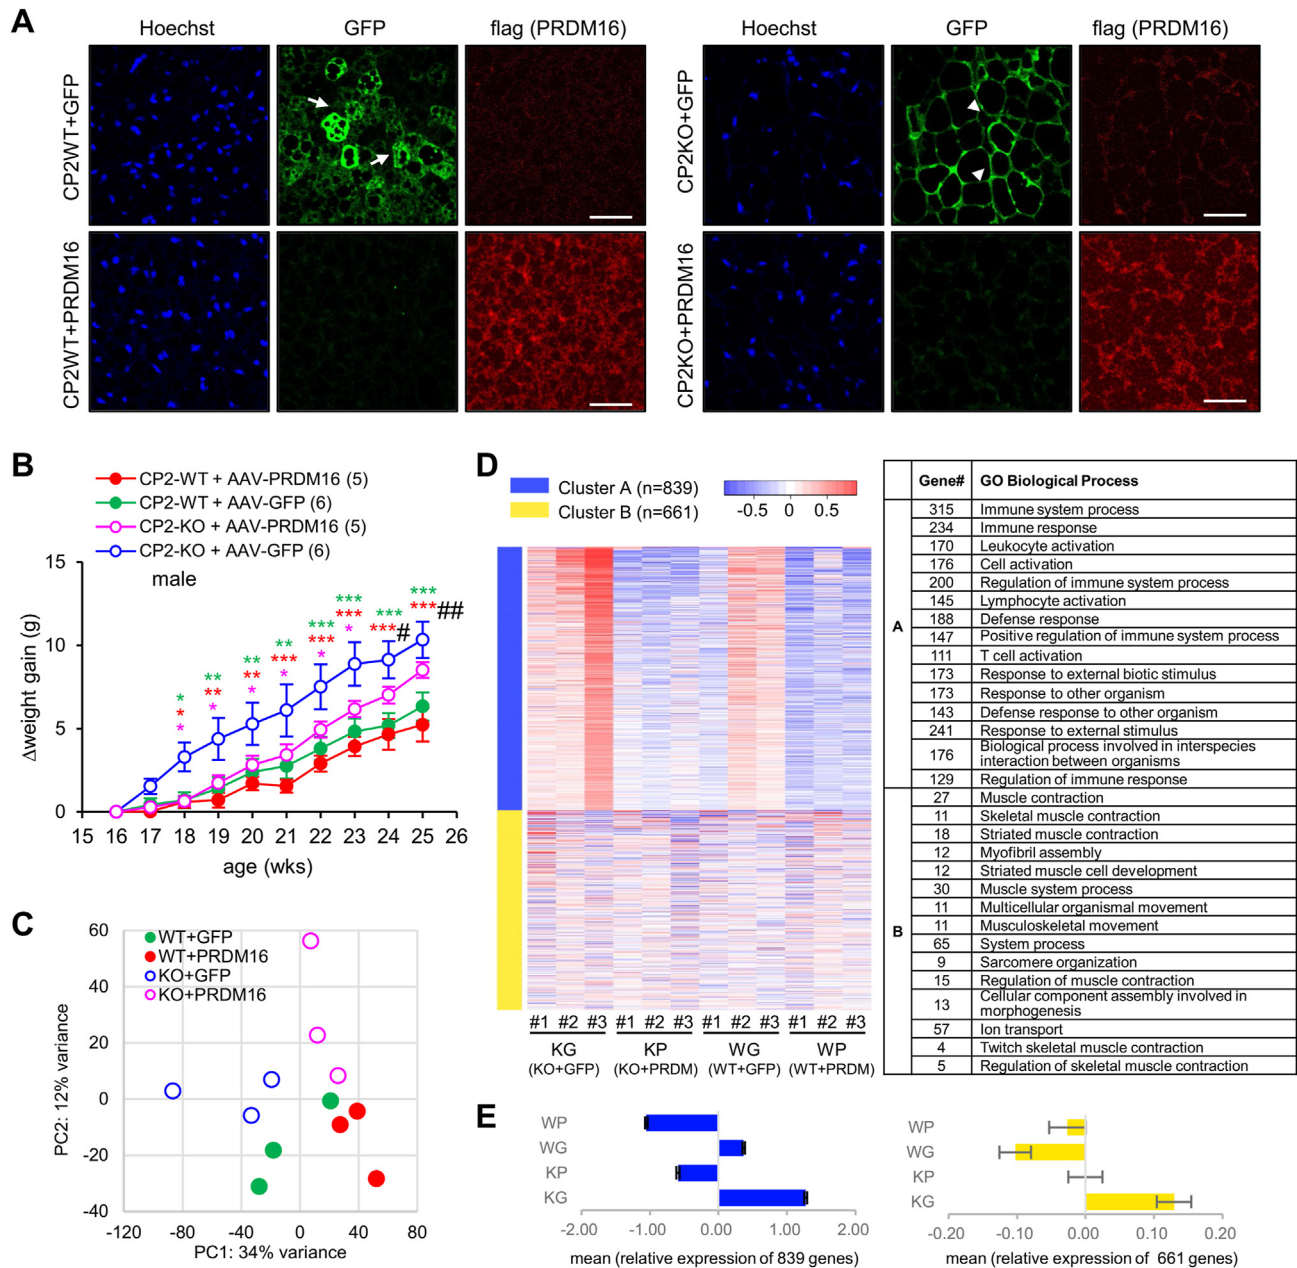 A
Hoechst
GFP
flag (PRDM16)
Hoechst
GFP
flag (PRDM16)
CP2WT+GFP
CP2KO+GFP
CP2WT+PRDM16
CP2KO+PRDM16
B
CP2-WT + AAV-PRDM16 (5)
CP2-WT + AAV-GFP (6)
CP2-KO + AAV-PRDM16 (5)
CP2-KO + AAV-GFP (6)
male
Δweight gain (g)
15
10
5
0
* * *
** ** *
** ** *
** *** *
*** *** *
*** *** *
*** ***#
*** ***##
15 16 17 18 19 20 21 22 23 24 25 26
age (wks)
C
WT+GFP
WT+PRDM16
KO+GFP
KO+PRDM16
PC2: 12% variance
60
40
20
0
-20
-40
-120 -80 -40 0 40 80
PC1: 34% variance
D
Cluster A (n=839)
Cluster B (n=661)
-0.5 0 0.5
#1 #2 #3 #1 #2 #3 #1 #2 #3 #1 #2 #3
KG KP WG WP
(KO+GFP) (KO+PRDM) (WT+GFP) (WT+PRDM)
Gene# GO Biological Process
A
315 Immune system process
234 Immune response
170 Leukocyte activation
176 Cell activation
200 Regulation of immune system process
145 Lymphocyte activation
188 Defense response
147 Positive regulation of immune system process
111 T cell activation
173 Response to external biotic stimulus
173 Response to other organism
143 Defense response to other organism
241 Response to external stimulus
176 Biological process involved in interspecies
interaction between organisms
129 Regulation of immune response
B
27 Muscle contraction
11 Skeletal muscle contraction
18 Striated muscle contraction
12 Myofibril assembly
12 Striated muscle cell development
30 Muscle system process
11 Multicellular organismal movement
11 Musculoskeletal movement
65 System process
9 Sarcomere organization
15 Regulation of muscle contraction
13 Cellular component assembly involved in
morphogenesis
57 Ion transport
4 Twitch skeletal muscle contraction
5 Regulation of skeletal muscle contraction
E
WP
WG
KP
KG
-2.00 -1.00 0.00 1.00 2.00
mean (relative expression of 839 genes)
WP
WG
KP
KG
-0.20 -0.10 0.00 0.10 0.20
mean (relative expression of 661 genes)